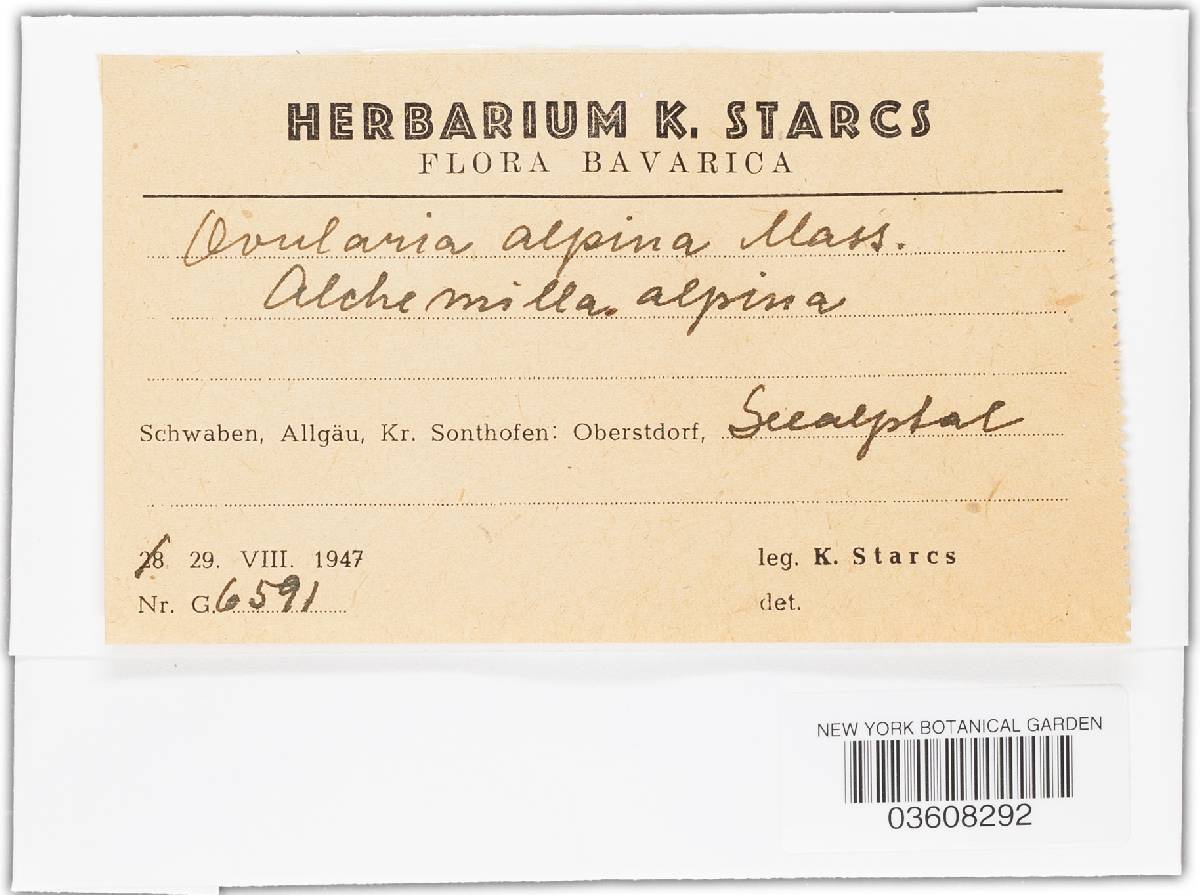 HERBARIUM K. STARCS
FLORA BAVARICA
Ovularia alpina Mass.
Alchemilla alpina
Schwaben, Allgäu, Kr. Sonthofen: Oberstdorf, Seealptal
28 29. VIII. 1947
leg. K. Starcs
Nr. G. 6591
det.
NEW YORK BOTANICAL GARDEN
03608292